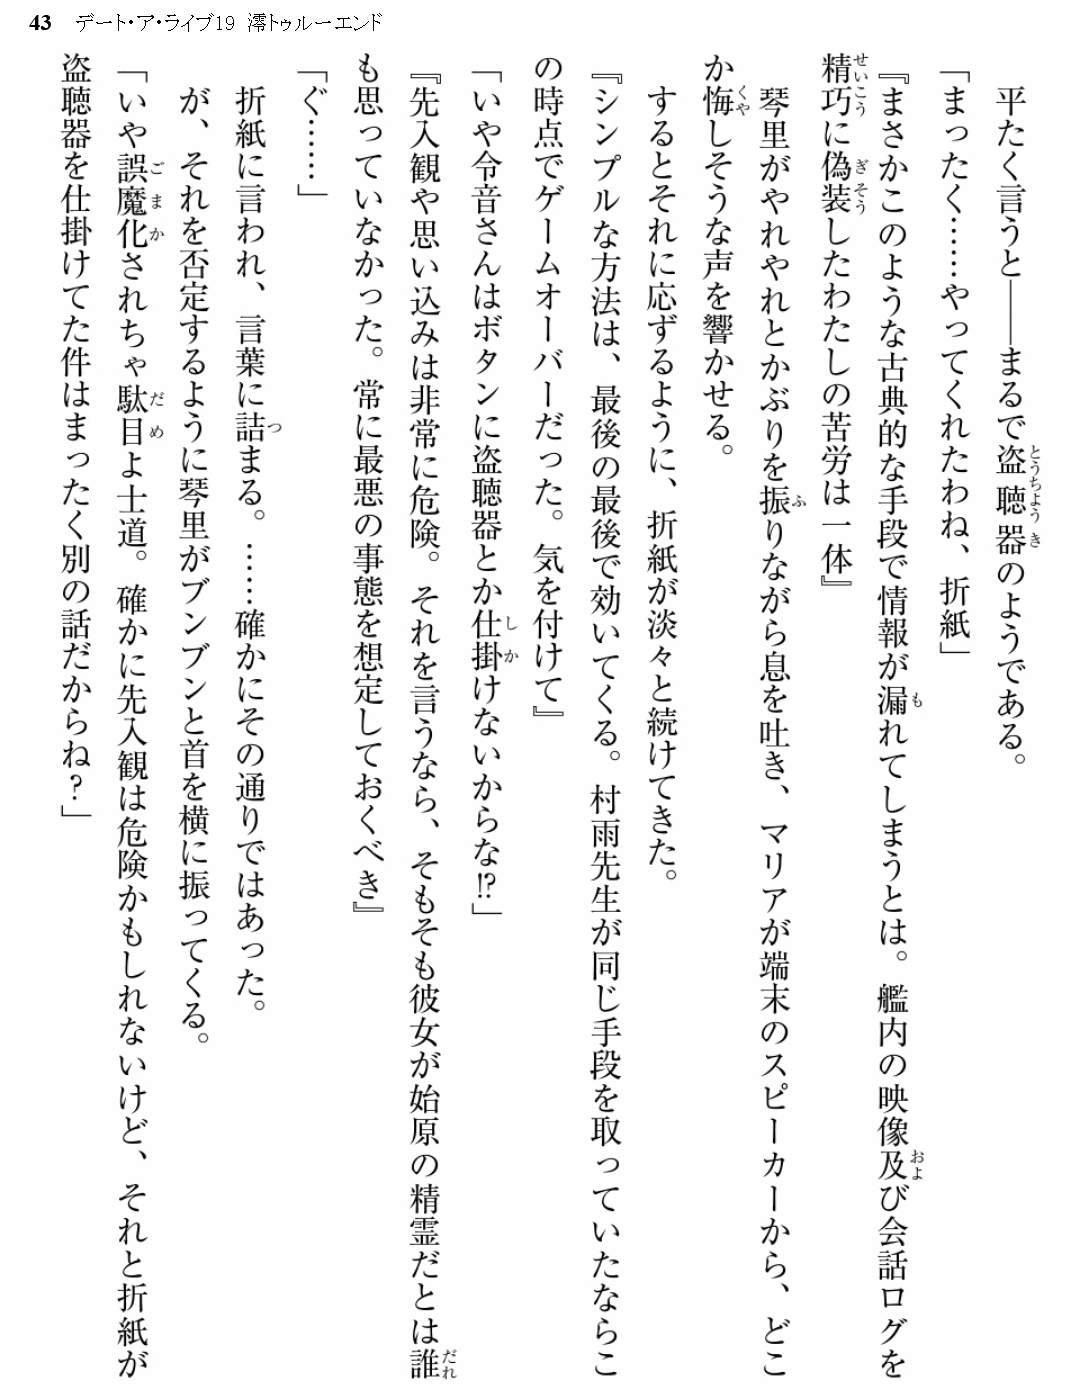 43 デート・ア・ライブ19 澪トゥルーエンド
平たく言うと――まるで盗聴器のようである。
「まったく……やってくれたわね、折紙」
『まさかこのような古典的な手段で情報が漏れてしまうとは。艦内の映像及び会話ログを
精巧に偽装したわたしの苦労は一体』
琴里がやれやれとかぶりを振りながら息を吐き、マリアが端末のスピーカーから、どこ
か悔しそうな声を響かせる。
するとそれに応ずるように、折紙が淡々と続けてきた。
『シンプルな方法は、最後の最後で効いてくる。村雨先生が同じ手段を取っていたならこ
の時点でゲームオーバーだった。気を付けて』
「いや令音さんはボタンに盗聴器とか仕掛けないからな!?」
『先入観や思い込みは非常に危険。それを言うなら、そもそも彼女が始原の精霊だとは誰
も思っていなかった。常に最悪の事態を想定しておくべき』
「ぐ……」
折紙に言われ、言葉に詰まる。……確かにその通りではあった。
が、それを否定するように琴里がブンブンと首を横に振ってくる。
「いや誤魔化されちゃ駄目よ士道。確かに先入観は危険かもしれないけど、それと折紙が
盗聴器を仕掛けてた件はまったく別の話だからね?」